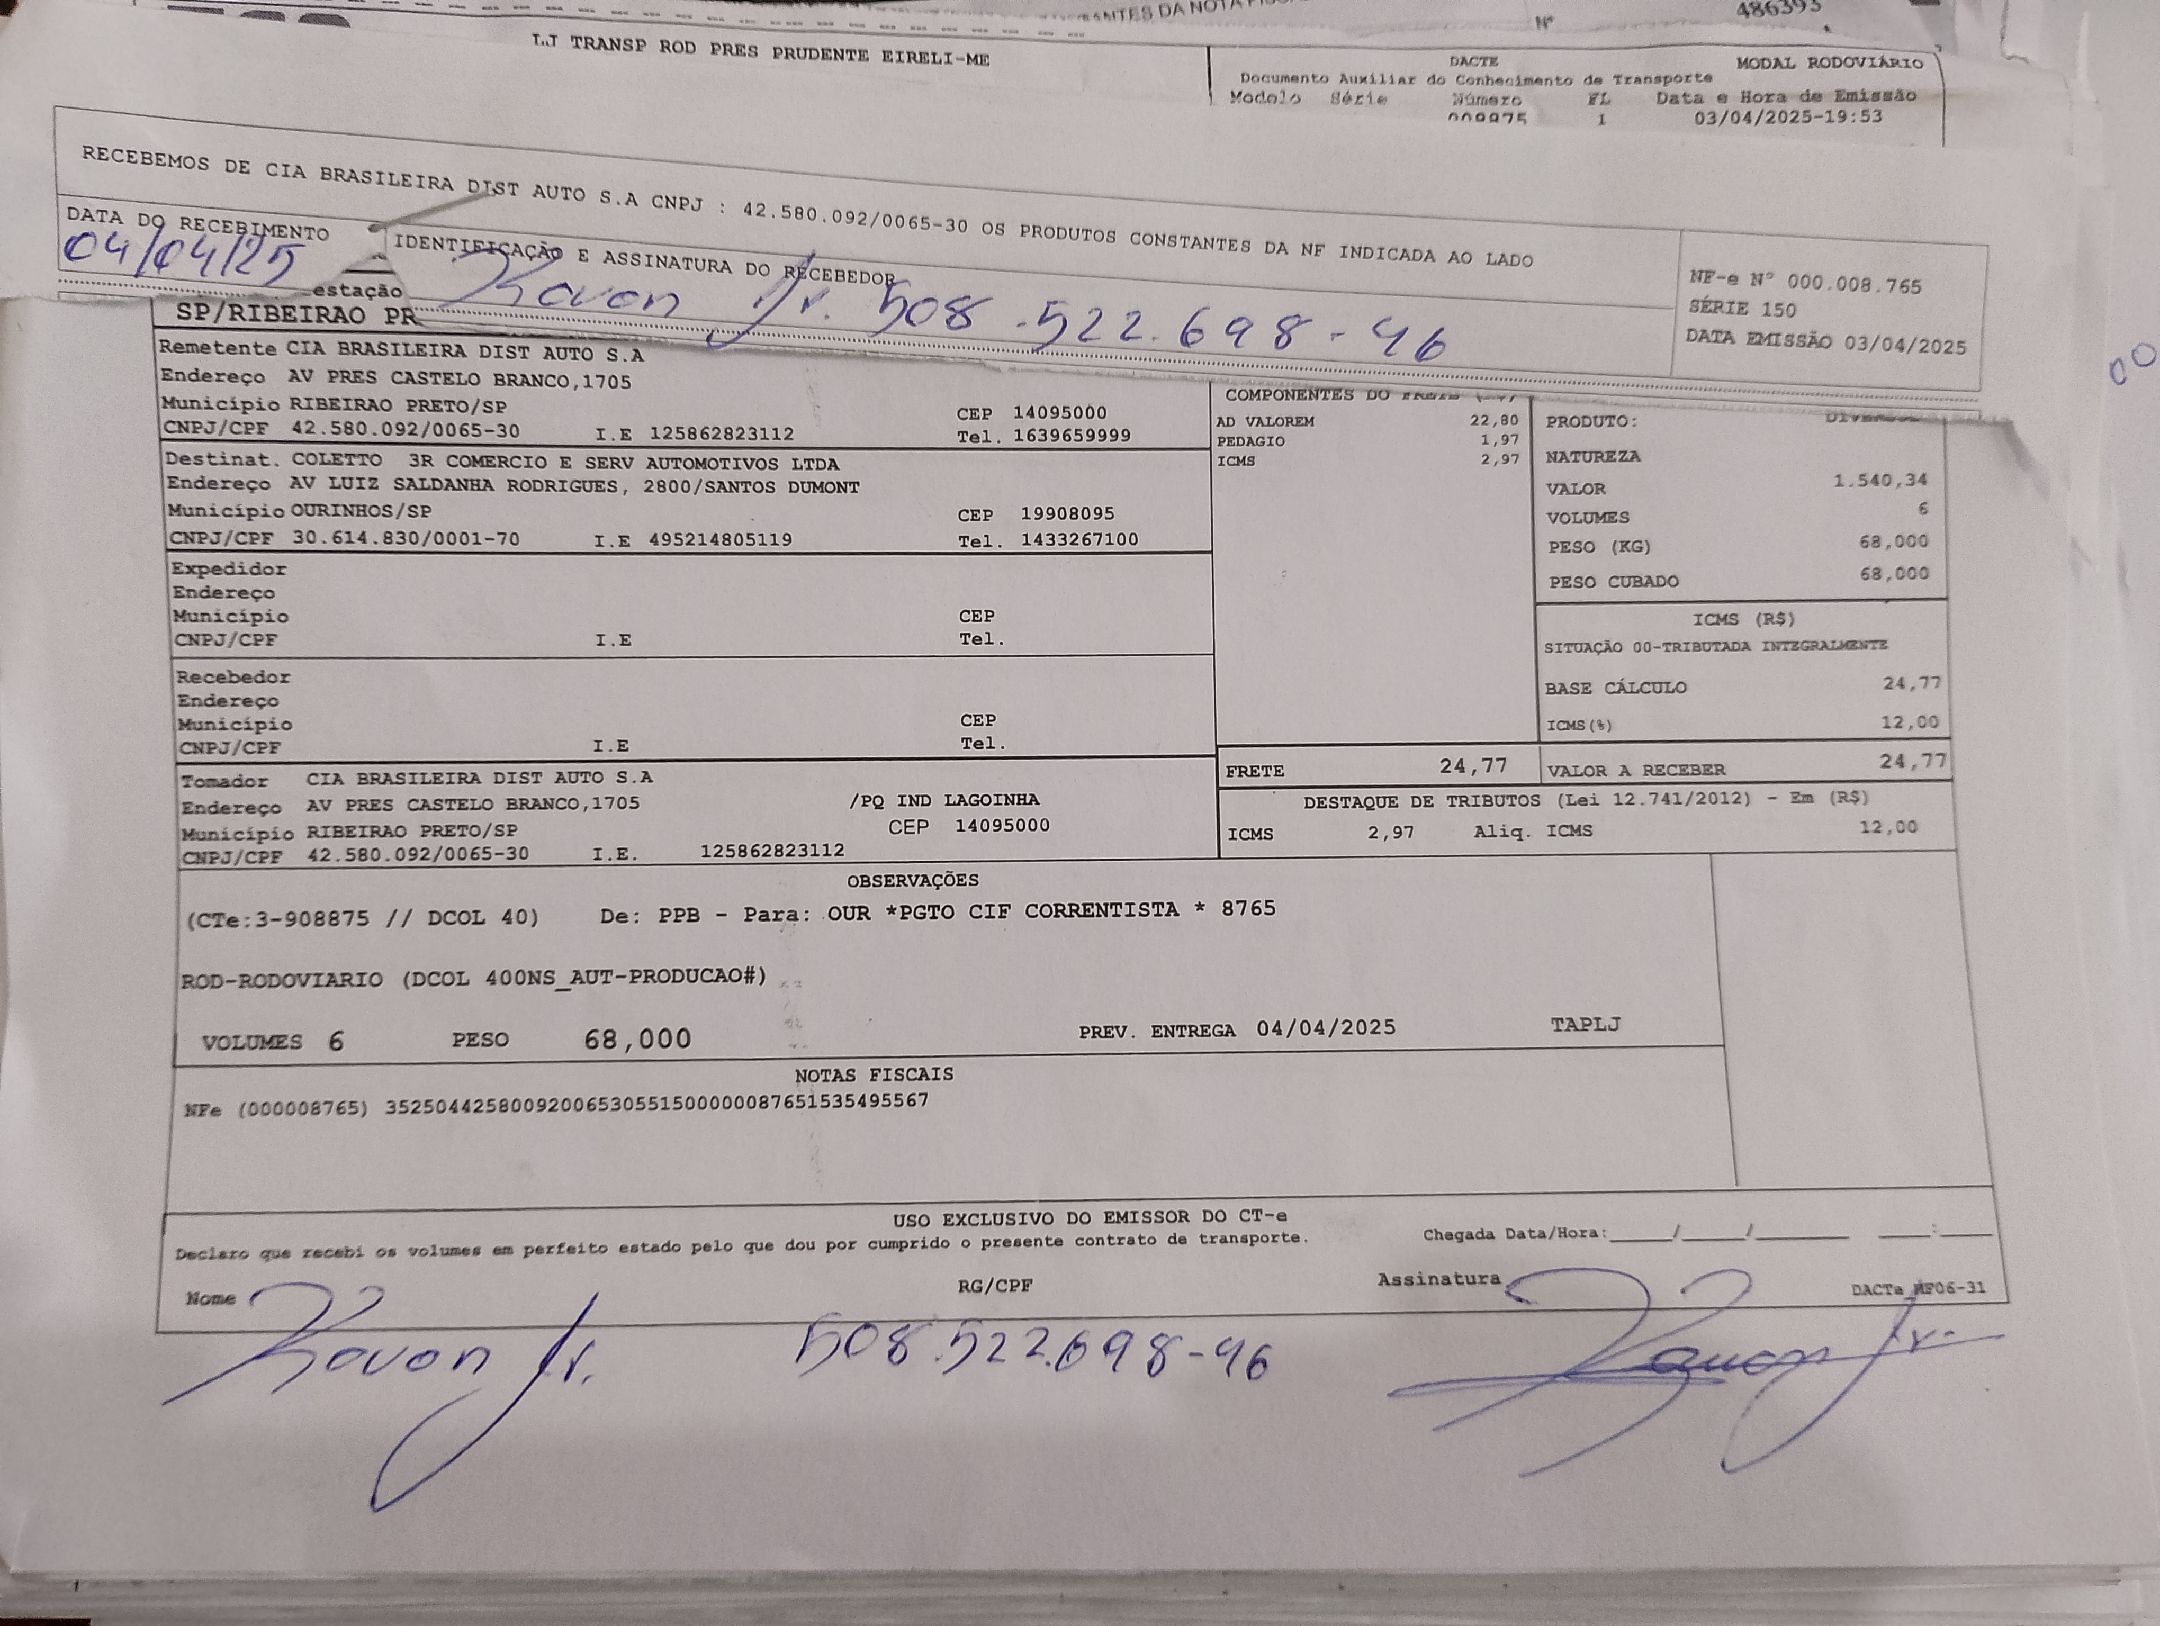 ANTES DA NOTA
Nº 486393
LJ TRANSP ROD PRES PRUDENTE EIRELI-ME
DACTE MODAL RODOVIÁRIO
Documento Auxiliar do Conhecimento de Transporte
Modelo Série Número FL Data e Hora de Emissão
1 03/04/2025-19:53
RECEBEMOS DE CIA BRASILEIRA DIST AUTO S.A CNPJ : 42.580.092/0065-30 OS PRODUTOS CONSTANTES DA NF INDICADA AO LADO
DATA DO RECEBIMENTO
04/04/25
IDENTIFICAÇÃO E ASSINATURA DO RECEBEDOR
Kavan Jr. 508.522.698-46
NF-e Nº 000.008.765
SÉRIE 150
DATA EMISSÃO 03/04/2025
00
estação
SP/RIBEIRAO PR
Remetente CIA BRASILEIRA DIST AUTO S.A
Endereço AV PRES CASTELO BRANCO,1705
Município RIBEIRAO PRETO/SP CEP 14095000
CNPJ/CPF 42.580.092/0065-30 I.E 125862823112 Tel. 1639659999
Destinat. COLETTO 3R COMERCIO E SERV AUTOMOTIVOS LTDA
Endereço AV LUIZ SALDANHA RODRIGUES, 2800/SANTOS DUMONT
Município OURINHOS/SP CEP 19908095
CNPJ/CPF 30.614.830/0001-70 I.E 495214805119 Tel. 1433267100
Expedidor
Endereço
Município CEP
CNPJ/CPF I.E Tel.
Recebedor
Endereço
Município CEP
CNPJ/CPF I.E Tel.
Tomador CIA BRASILEIRA DIST AUTO S.A
Endereço AV PRES CASTELO BRANCO,1705 /PQ IND LAGOINHA
Município RIBEIRAO PRETO/SP CEP 14095000
CNPJ/CPF 42.580.092/0065-30 I.E. 125862823112
COMPONENTES DO
AD VALOREM 22,80
PEDAGIO 1,97
ICMS 2,97
PRODUTO:
NATUREZA
VALOR 1.540,34
VOLUMES 6
PESO (KG) 68,000
PESO CUBADO 68,000
ICMS (R$)
SITUAÇÃO 00-TRIBUTADA INTEGRALMENTE
BASE CÁLCULO 24,77
ICMS(%) 12,00
FRETE 24,77 VALOR A RECEBER 24,77
DESTAQUE DE TRIBUTOS (Lei 12.741/2012) - Em (R$)
ICMS 2,97 Aliq. ICMS 12,00
OBSERVAÇÕES
(CTe:3-908875 // DCOL 40) De: PPB - Para: OUR *PGTO CIF CORRENTISTA * 8765
ROD-RODOVIARIO (DCOL 400NS_AUT-PRODUCAO#)
VOLUMES 6 PESO 68,000 PREV. ENTREGA 04/04/2025 TAPLJ
NOTAS FISCAIS
NFe (000008765) 35250442580092006530551500000087651535495567
USO EXCLUSIVO DO EMISSOR DO CT-e
Declaro que recebi os volumes em perfeito estado pelo que dou por cumprido o presente contrato de transporte. Chegada Data/Hora:_____/_____/_______ ____:____
Nome RG/CPF Assinatura DACTe_MF06-31
Kavan Jr. 508.522.698-46 Kauan Jr.